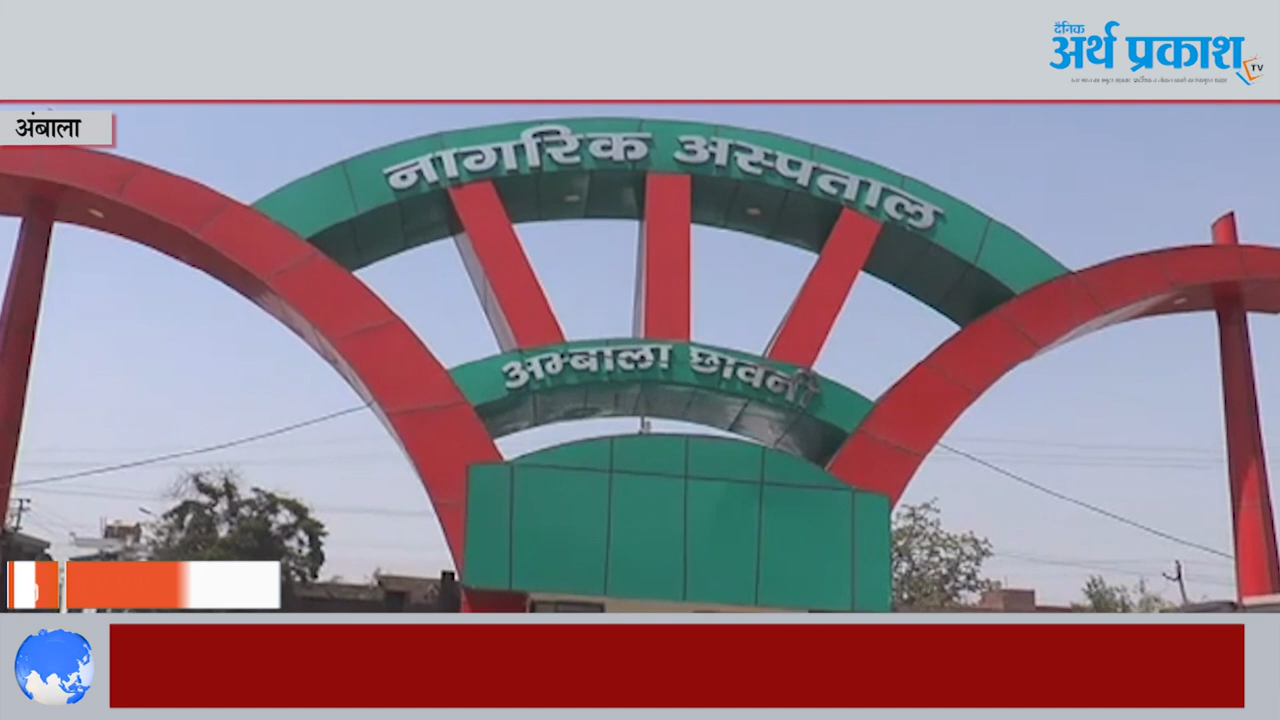 दैनिक
अर्थ प्रकाश
TV
अंबाला
नागरिक अस्पताल
अम्बाला छावनी